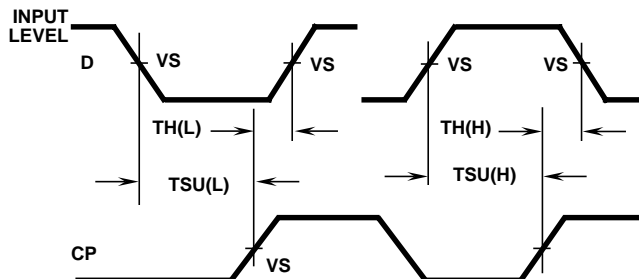 INPUT
LEVEL
D
VS
VS
VS
VS
TH(L)
TH(H)
TSU(L)
TSU(H)
CP
VS